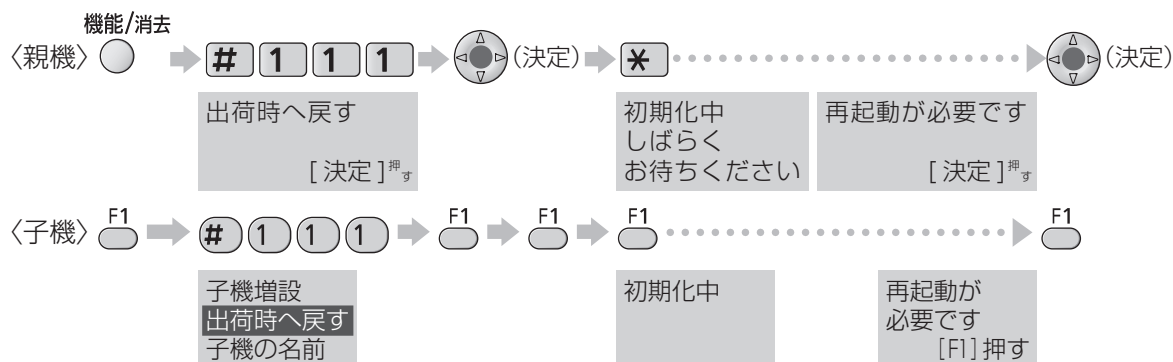 機能/消去
〈親機〉 # 1 1 1 (決定) * (決定)
出荷時へ戻す
[決定]押す
初期化中
しばらく
お待ちください
再起動が必要です
[決定]押す
〈子機〉 F1 # 1 1 1 F1 F1 F1 F1
子機増設
出荷時へ戻す
子機の名前
初期化中
再起動が
必要です
[F1]押す